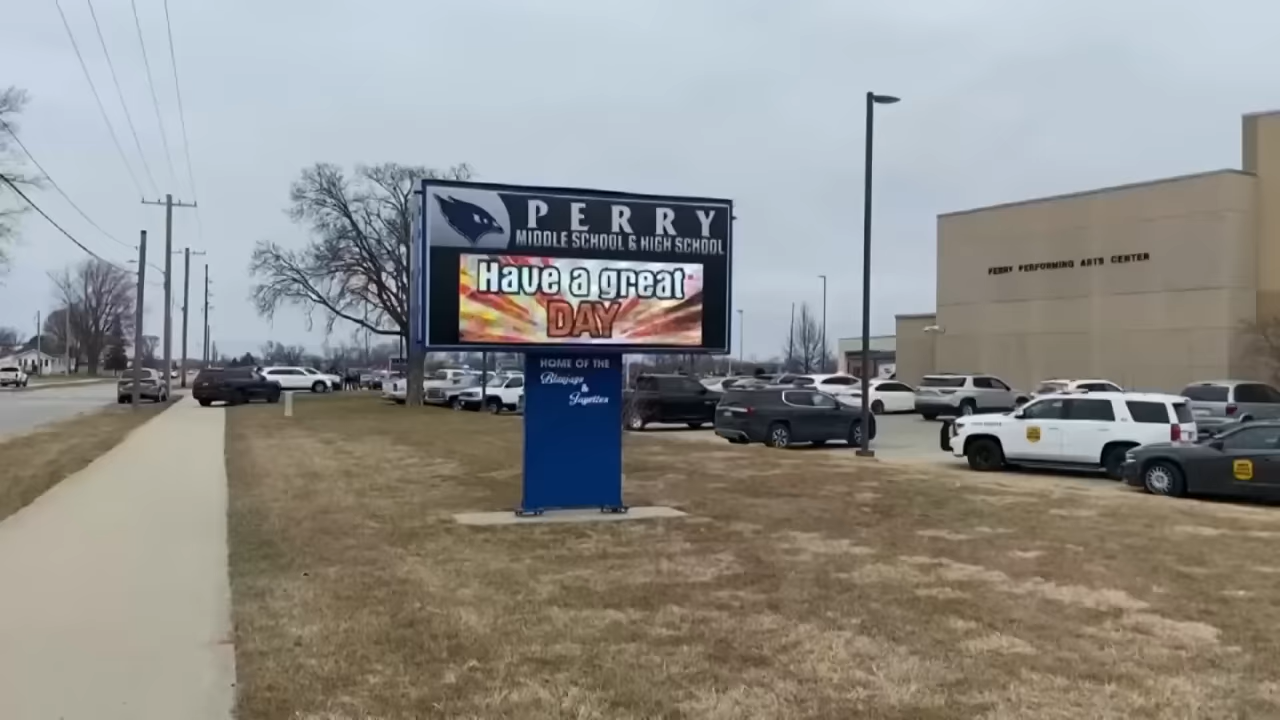 PERRY
MIDDLE SCHOOL & HIGH SCHOOL
Have a great
DAY
HOME OF THE
Bluejays
&
Jayettes
PERRY PERFORMING ARTS CENTER